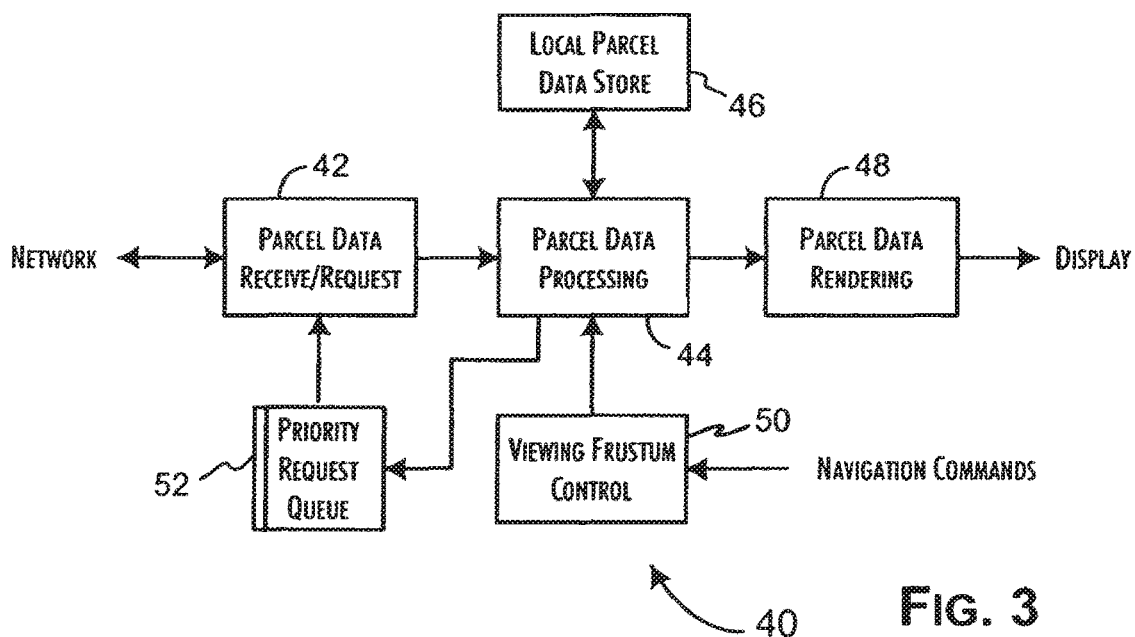 LOCAL PARCEL
DATA STORE
46
42
48
NETWORK
PARCEL DATA
RECEIVE/REQUEST
PARCEL DATA
PROCESSING
PARCEL DATA
RENDERING
DISPLAY
44
52
PRIORITY
REQUEST
QUEUE
VIEWING FRUSTUM
CONTROL
50
NAVIGATION COMMANDS
40
FIG. 3